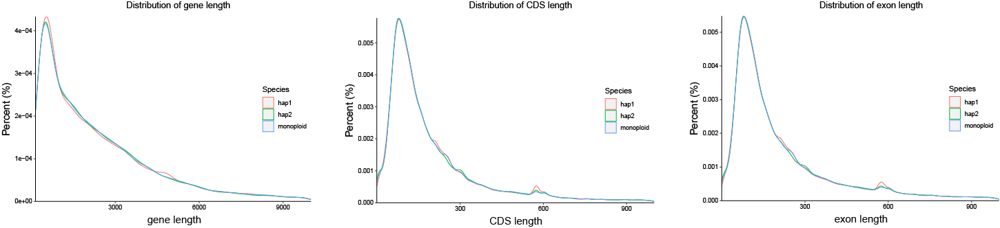 Distribution of gene length
Percent (%)
4e−04
3e−04
2e−04
1e−04
0e+00
3000
6000
9000
gene length
Species
hap1
hap2
monoploid
Distribution of CDS length
Percent (%)
0.005
0.004
0.003
0.002
0.001
0.000
300
600
900
CDS length
Species
hap1
hap2
monoploid
Distribution of exon length
Percent (%)
0.005
0.004
0.003
0.002
0.001
0.000
300
600
900
exon length
Species
hap1
hap2
monoploid